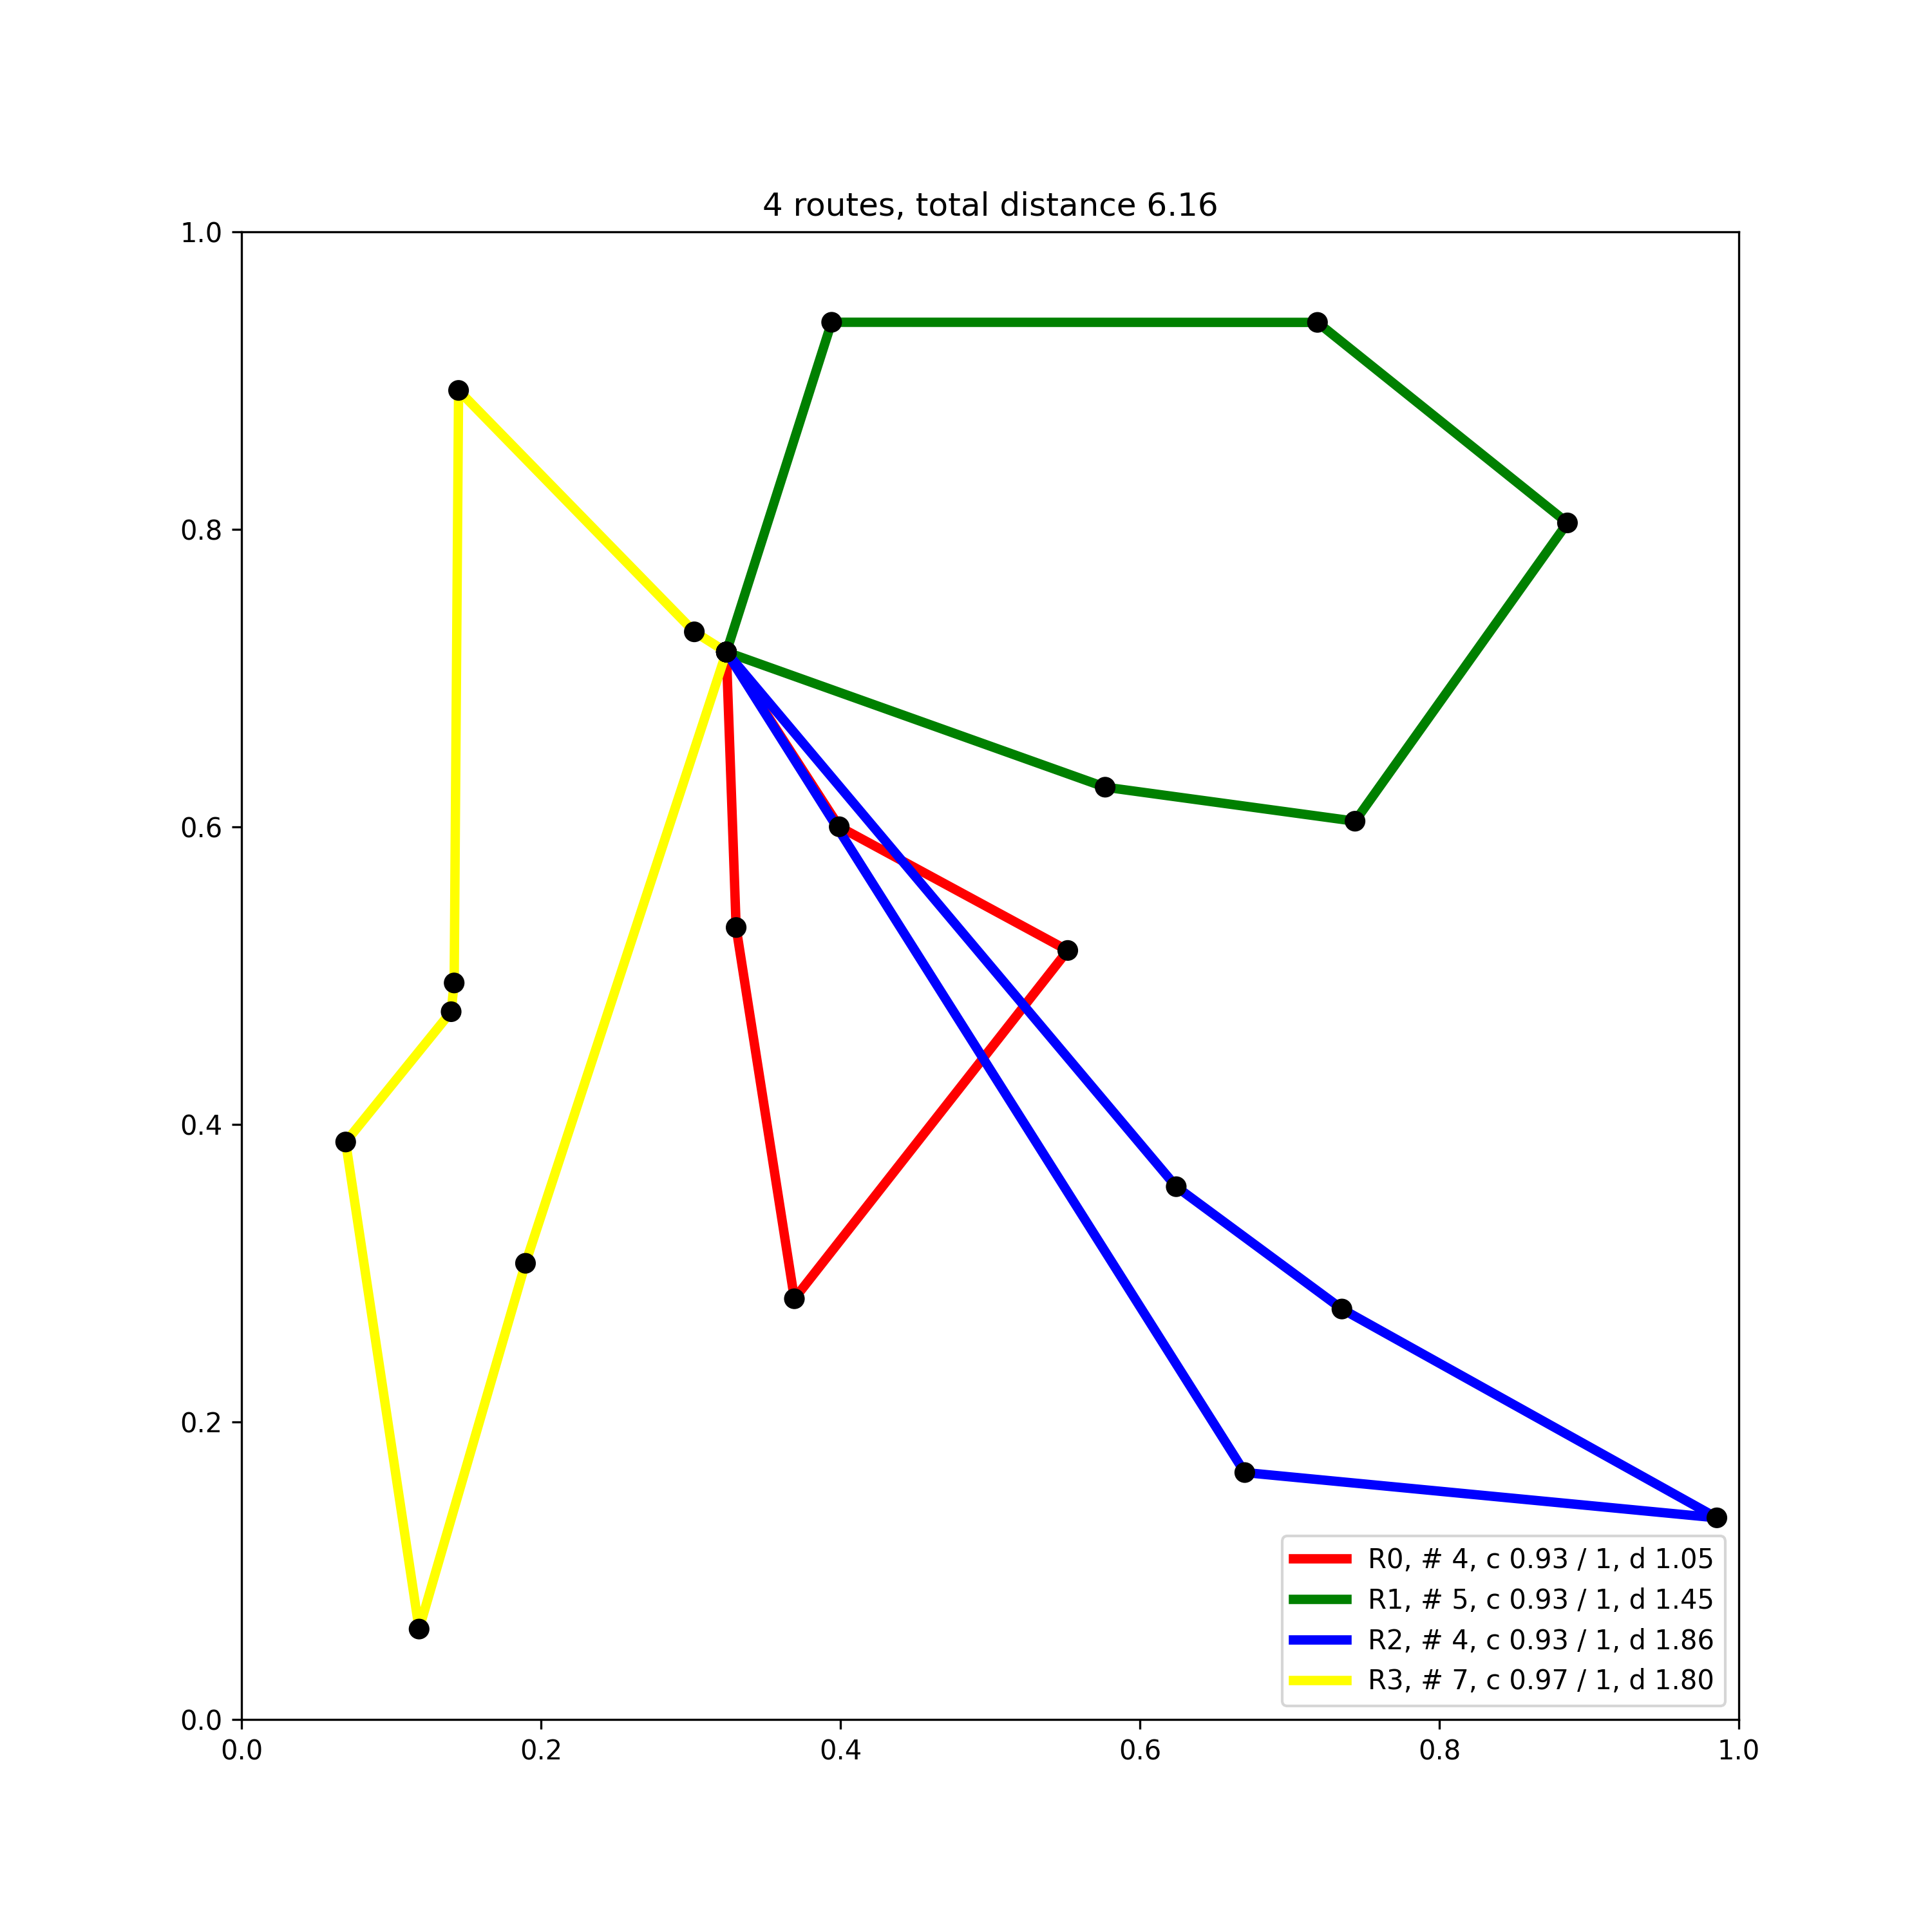 4 routes, total distance 6.16
1.0
0.8
0.6
0.4
0.2
0.0
0.0 0.2 0.4 0.6 0.8 1.0
R0, # 4, c 0.93 / 1, d 1.05
R1, # 5, c 0.93 / 1, d 1.45
R2, # 4, c 0.93 / 1, d 1.86
R3, # 7, c 0.97 / 1, d 1.80